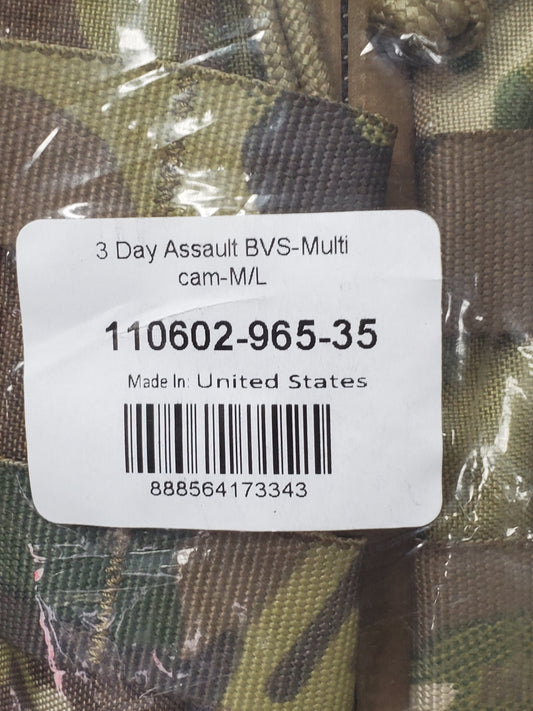 3 Day Assault BVS-Multi
cam-M/L
110602-965-35
Made In: United States
888564173343